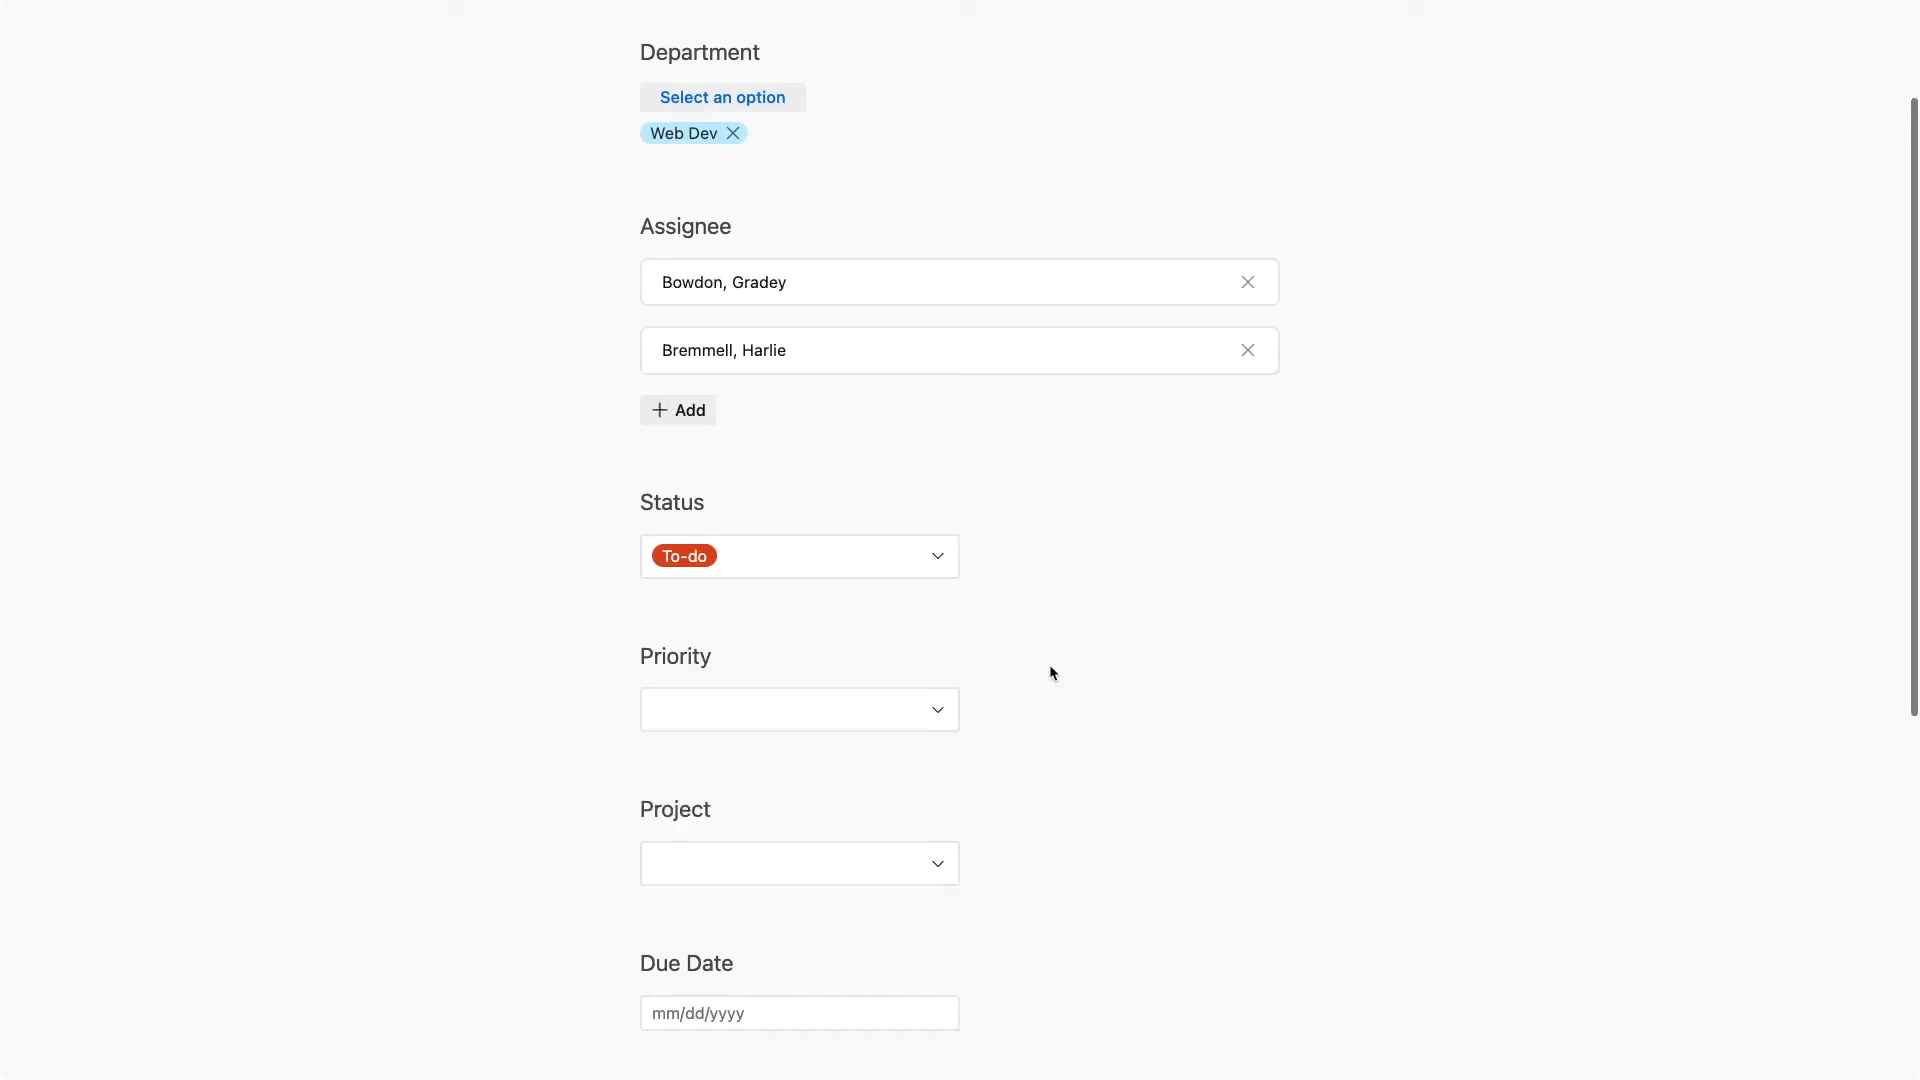 Department
Select an option
Web Dev
Assignee
Bowdon, Gradey
Bremmell, Harlie
Add
Status
To-do
Priority
Project
Due Date
mm/dd/yyyy